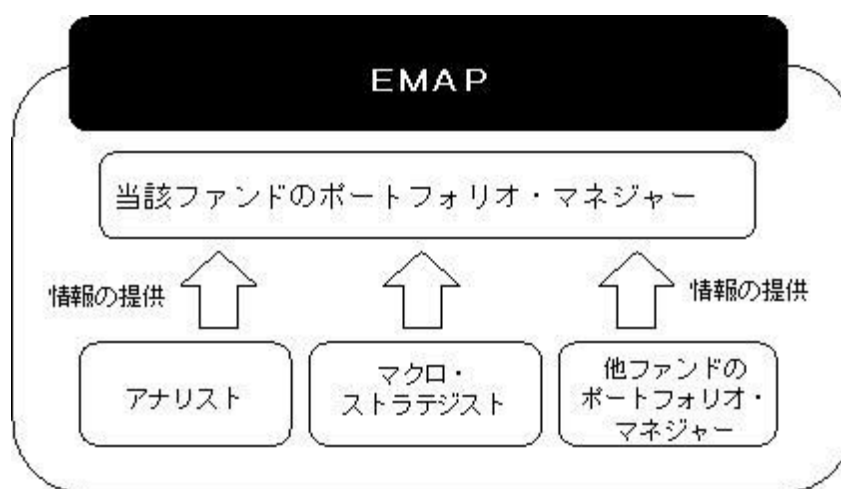 EMAP
当該ファンドのポートフォリオ・マネジャー
情報の提供
情報の提供
アナリスト
マクロ・
ストラテジスト
他ファンドの
ポートフォリオ・
マネジャー